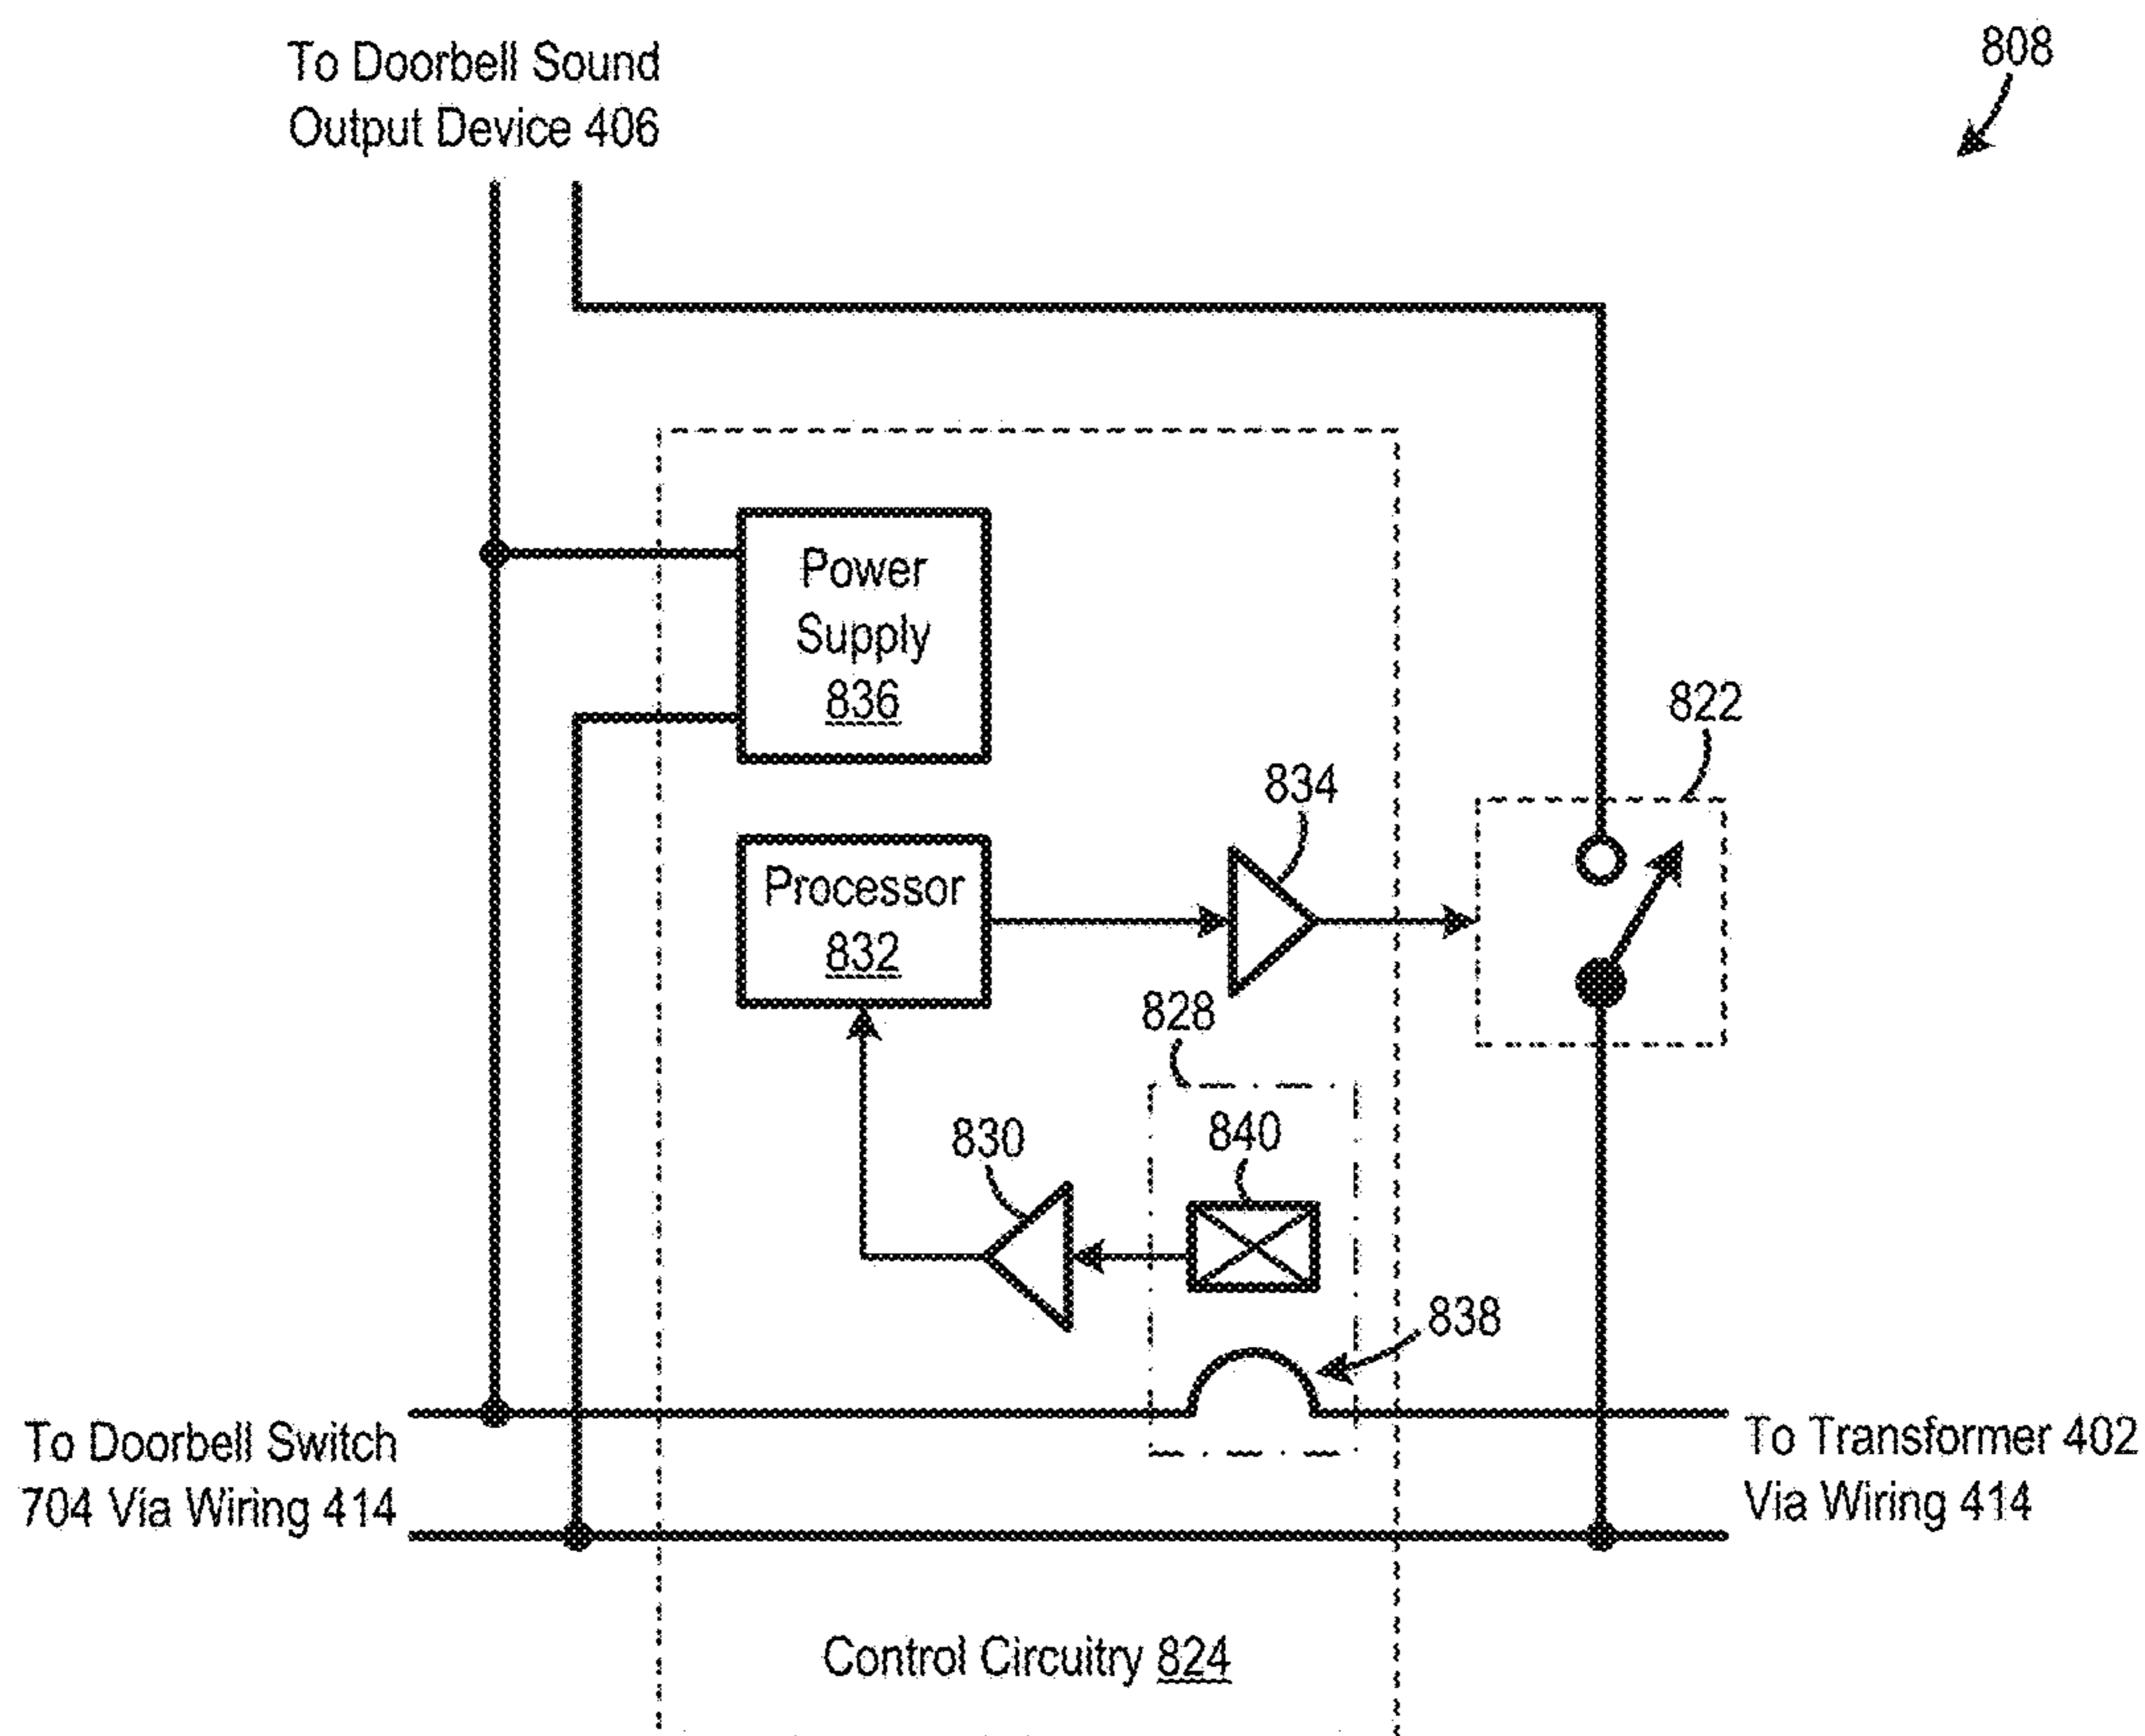 To Doorbell Sound
Output Device 406
808
Power
Supply
836
822
834
Processor
832
828
840
830
838
To Doorbell Switch
704 Via Wiring 414
To Transformer 402
Via Wiring 414
Control Circuitry 824